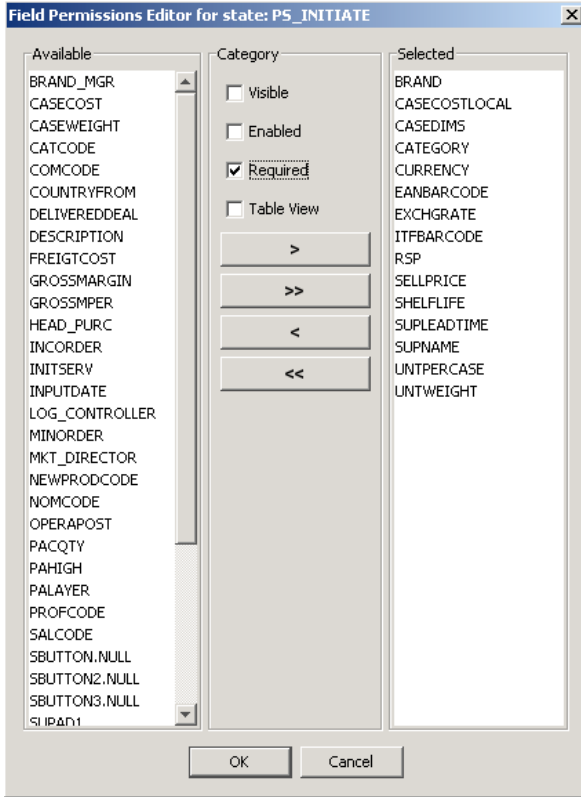 Field Permissions Editor for state: PS_INITIATE
Available
BRAND_MGR
CASECOST
CASEWEIGHT
CATCODE
COMCODE
COUNTRYFROM
DELIVEREDDEAL
DESCRIPTION
FREIGTCOST
GROSSMARGIN
GROSSMPER
HEAD_PURC
INCORDER
INITSERV
INPUTDATE
LOG_CONTROLLER
MINORDER
MKT_DIRECTOR
NEWPRODCODE
NOMCODE
OPERAPOST
PACQTY
PAHIGH
PALAYER
PROFCODE
SALCODE
SBUTTON.NULL
SBUTTON2.NULL
SBUTTON3.NULL
SUPAD1
Category
Visible
Enabled
Required
Table View
>
>>
<
<<
Selected
BRAND
CASECOSTLOCAL
CASEDIMS
CATEGORY
CURRENCY
EANBARCODE
EXCHGRATE
ITFBARCODE
RSP
SELLPRICE
SHELFLIFE
SUPLEADTIME
SUPNAME
UNTPERCASE
UNTWEIGHT
OK
Cancel